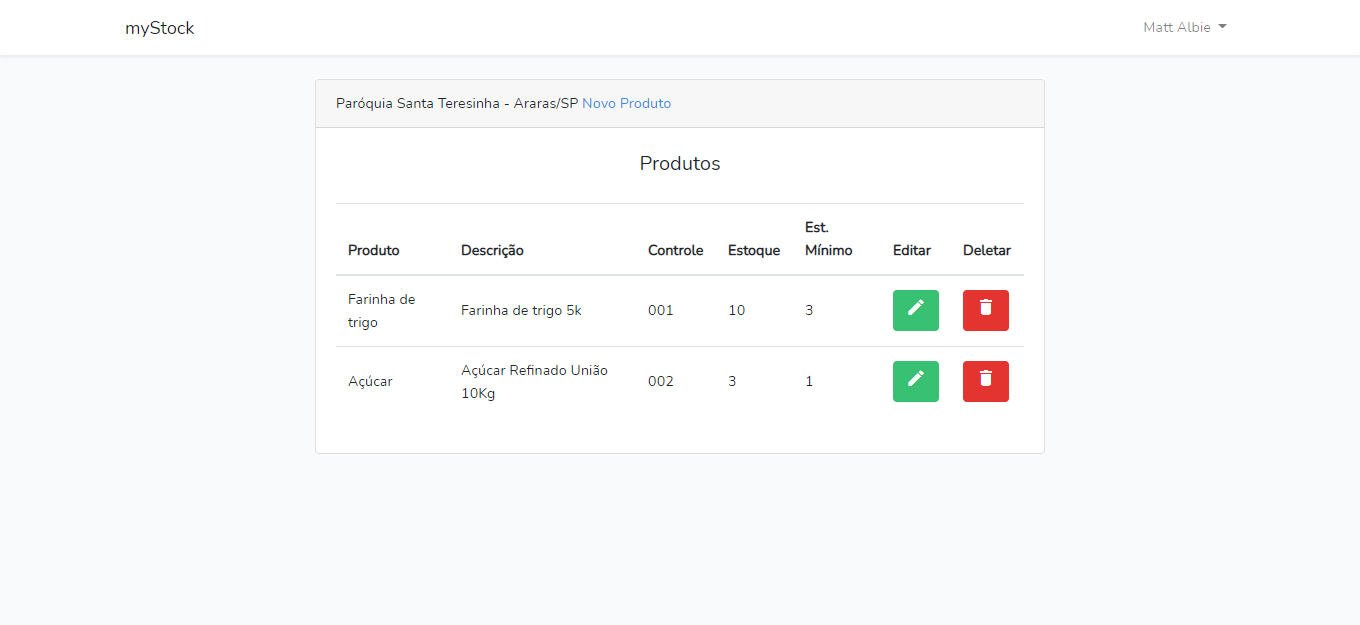 myStock
Matt Albie
Paróquia Santa Teresinha - Araras/SP Novo Produto
Produtos
Produto Descrição Controle Estoque Est. Mínimo Editar Deletar
Farinha de trigo Farinha de trigo 5k 001 10 3
Açúcar Açúcar Refinado União 10Kg 002 3 1